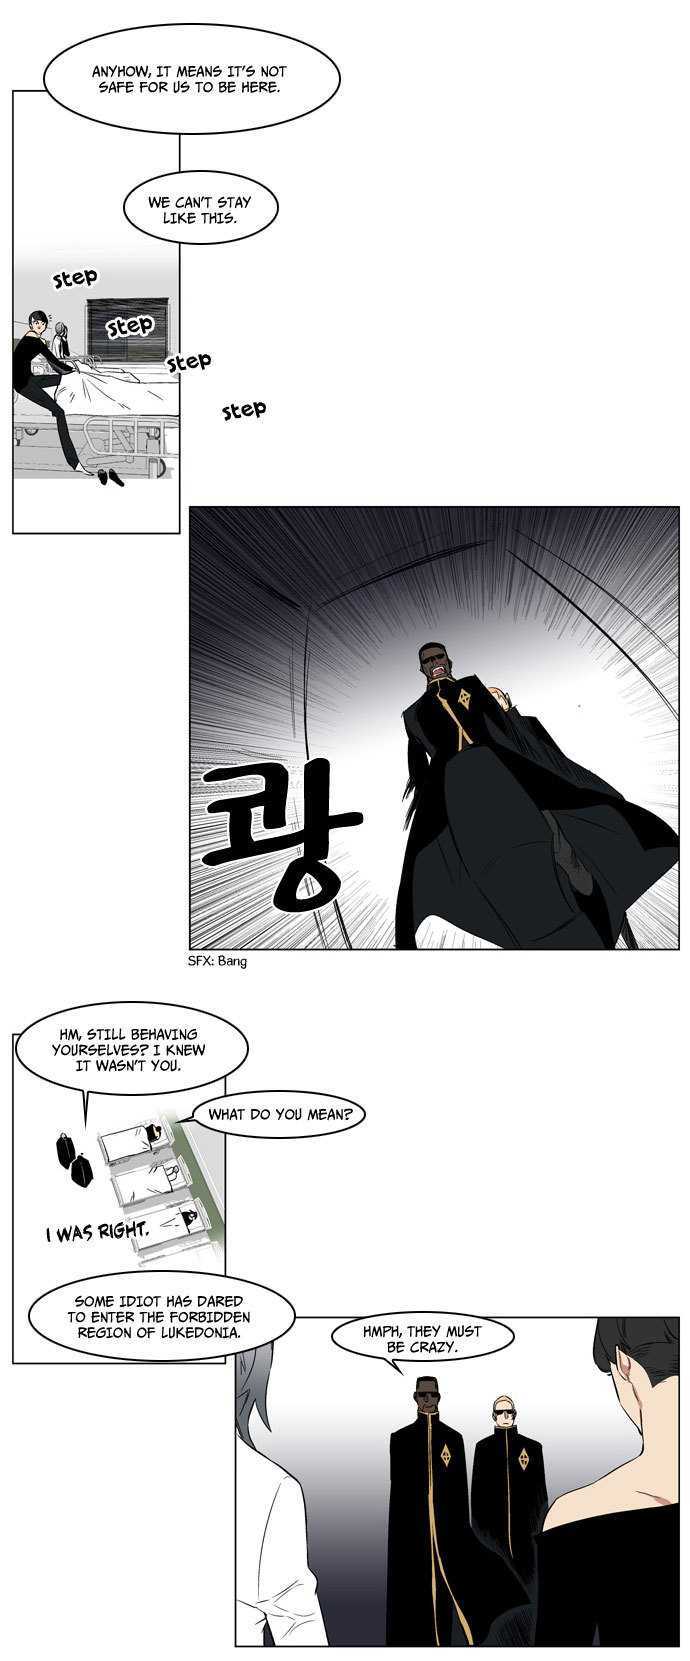 ANYHOW, IT MEANS IT'S NOT
SAFE FOR US TO BE HERE.
WE CAN'T STAY
LIKE THIS.
step
step
step
step
쾅
SFX: Bang
HM, STILL BEHAVING
YOURSELVES? I KNEW
IT WASN'T YOU.
WHAT DO YOU MEAN?
I WAS RIGHT.
SOME IDIOT HAS DARED
TO ENTER THE FORBIDDEN
REGION OF LUKEDONIA.
HMPH, THEY MUST
BE CRAZY.